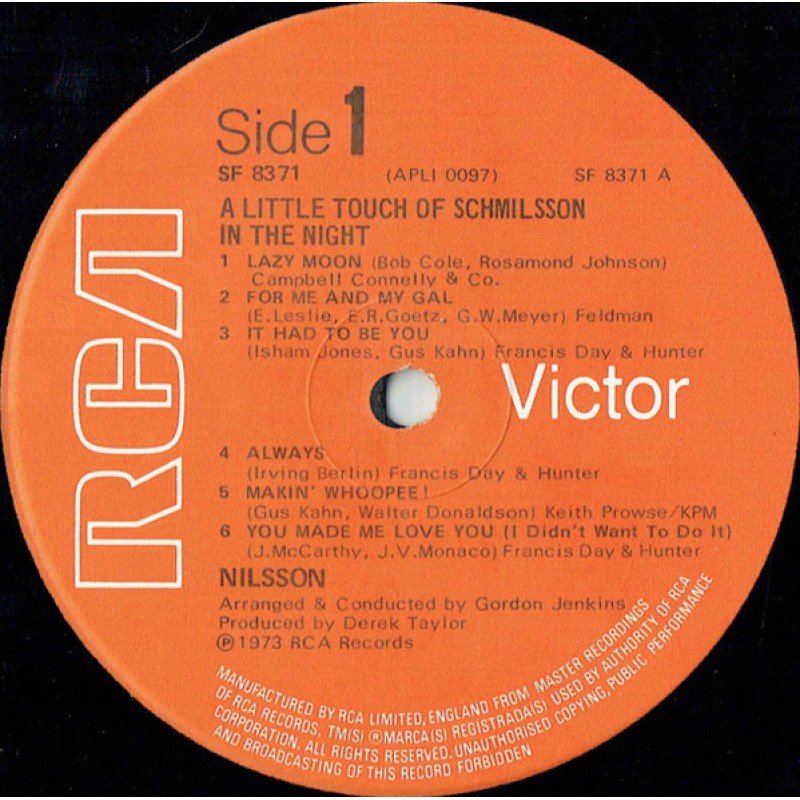 Side 1
SF 8371 (APLI 0097) SF 8371 A
A LITTLE TOUCH OF SCHMILSSON
IN THE NIGHT
1 LAZY MOON (Bob Cole, Rosamond Johnson)
Campbell Connelly & Co.
2 FOR ME AND MY GAL
(E.Leslie, E.R.Goetz, G.W.Meyer) Feldman
3 IT HAD TO BE YOU
(Isham Jones, Gus Kahn) Francis Day & Hunter
RCA
Victor
4 ALWAYS
(Irving Berlin) Francis Day & Hunter
5 MAKIN' WHOOPEE!
(Gus Kahn, Walter Donaldson) Keith Prowse/KPM
6 YOU MADE ME LOVE YOU (I Didn't Want To Do It)
(J.McCarthy, J.V.Monaco) Francis Day & Hunter
NILSSON
Arranged & Conducted by Gordon Jenkins
Produced by Derek Taylor
℗ 1973 RCA Records
MANUFACTURED BY RCA LIMITED, ENGLAND FROM MASTER RECORDINGS
OF RCA RECORDS, TM(S) ® MARCA(S) REGISTRADA(S) USED BY AUTHORITY OF RCA
CORPORATION. ALL RIGHTS RESERVED. UNAUTHORISED COPYING, PUBLIC PERFORMANCE
AND BROADCASTING OF THIS RECORD FORBIDDEN